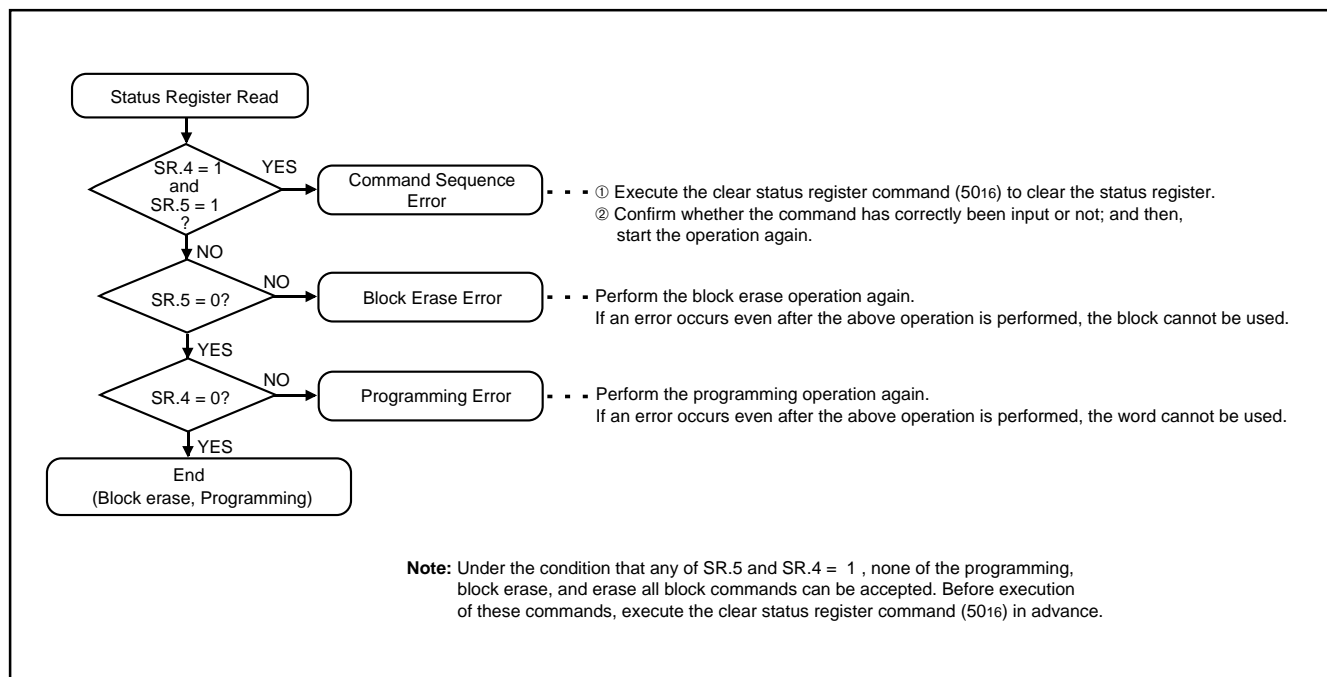 Status Register Read
SR.4 = 1
and
SR.5 = 1
?
YES
Command Sequence
Error
① Execute the clear status register command (5016) to clear the status register.
② Confirm whether the command has correctly been input or not; and then,
start the operation again.
NO
SR.5 = 0?
NO
Block Erase Error
Perform the block erase operation again.
If an error occurs even after the above operation is performed, the block cannot be used.
YES
SR.4 = 0?
NO
Programming Error
Perform the programming operation again.
If an error occurs even after the above operation is performed, the word cannot be used.
YES
End
(Block erase, Programming)
Note: Under the condition that any of SR.5 and SR.4 = 1 , none of the programming,
block erase, and erase all block commands can be accepted. Before execution
of these commands, execute the clear status register command (5016) in advance.